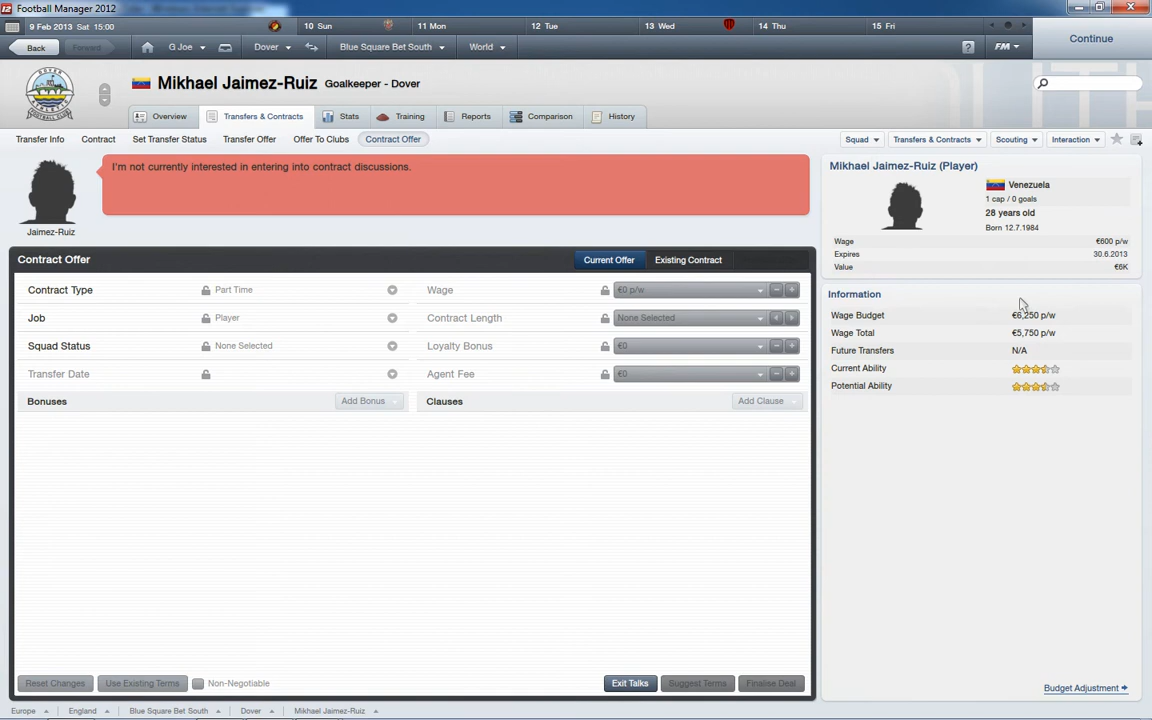 Football Manager 2012
9 Feb 2013 Sat 15:00
10 Sun
11 Mon
12 Tue
13 Wed
14 Thu
15 Fri
Back
Forward
G Joe
Dover
Blue Square Bet South
World
?
FM
Continue
Mikhael Jaimez-Ruiz Goalkeeper - Dover
Overview
Transfers & Contracts
Stats
Training
Reports
Comparison
History
Transfer Info
Contract
Set Transfer Status
Transfer Offer
Offer To Clubs
Contract Offer
Squad
Transfers & Contracts
Scouting
Interaction
I'm not currently interested in entering into contract discussions.
Jaimez-Ruiz
Mikhael Jaimez-Ruiz (Player)
Venezuela
1 cap / 0 goals
28 years old
Born 12.7.1984
Wage €600 p/w
Expires 30.6.2013
Value €6K
Contract Offer
Current Offer
Existing Contract
Contract Type Part Time
Wage €0 p/w
Job Player
Contract Length None Selected
Squad Status None Selected
Loyalty Bonus €0
Transfer Date
Agent Fee €0
Bonuses
Add Bonus
Clauses
Add Clause
Information
Wage Budget €6,250 p/w
Wage Total €5,750 p/w
Future Transfers N/A
Current Ability
Potential Ability
Reset Changes
Use Existing Terms
Non-Negotiable
Exit Talks
Suggest Terms
Finalise Deal
Budget Adjustment
Europe
England
Blue Square Bet South
Dover
Mikhael Jaimez-Ruiz